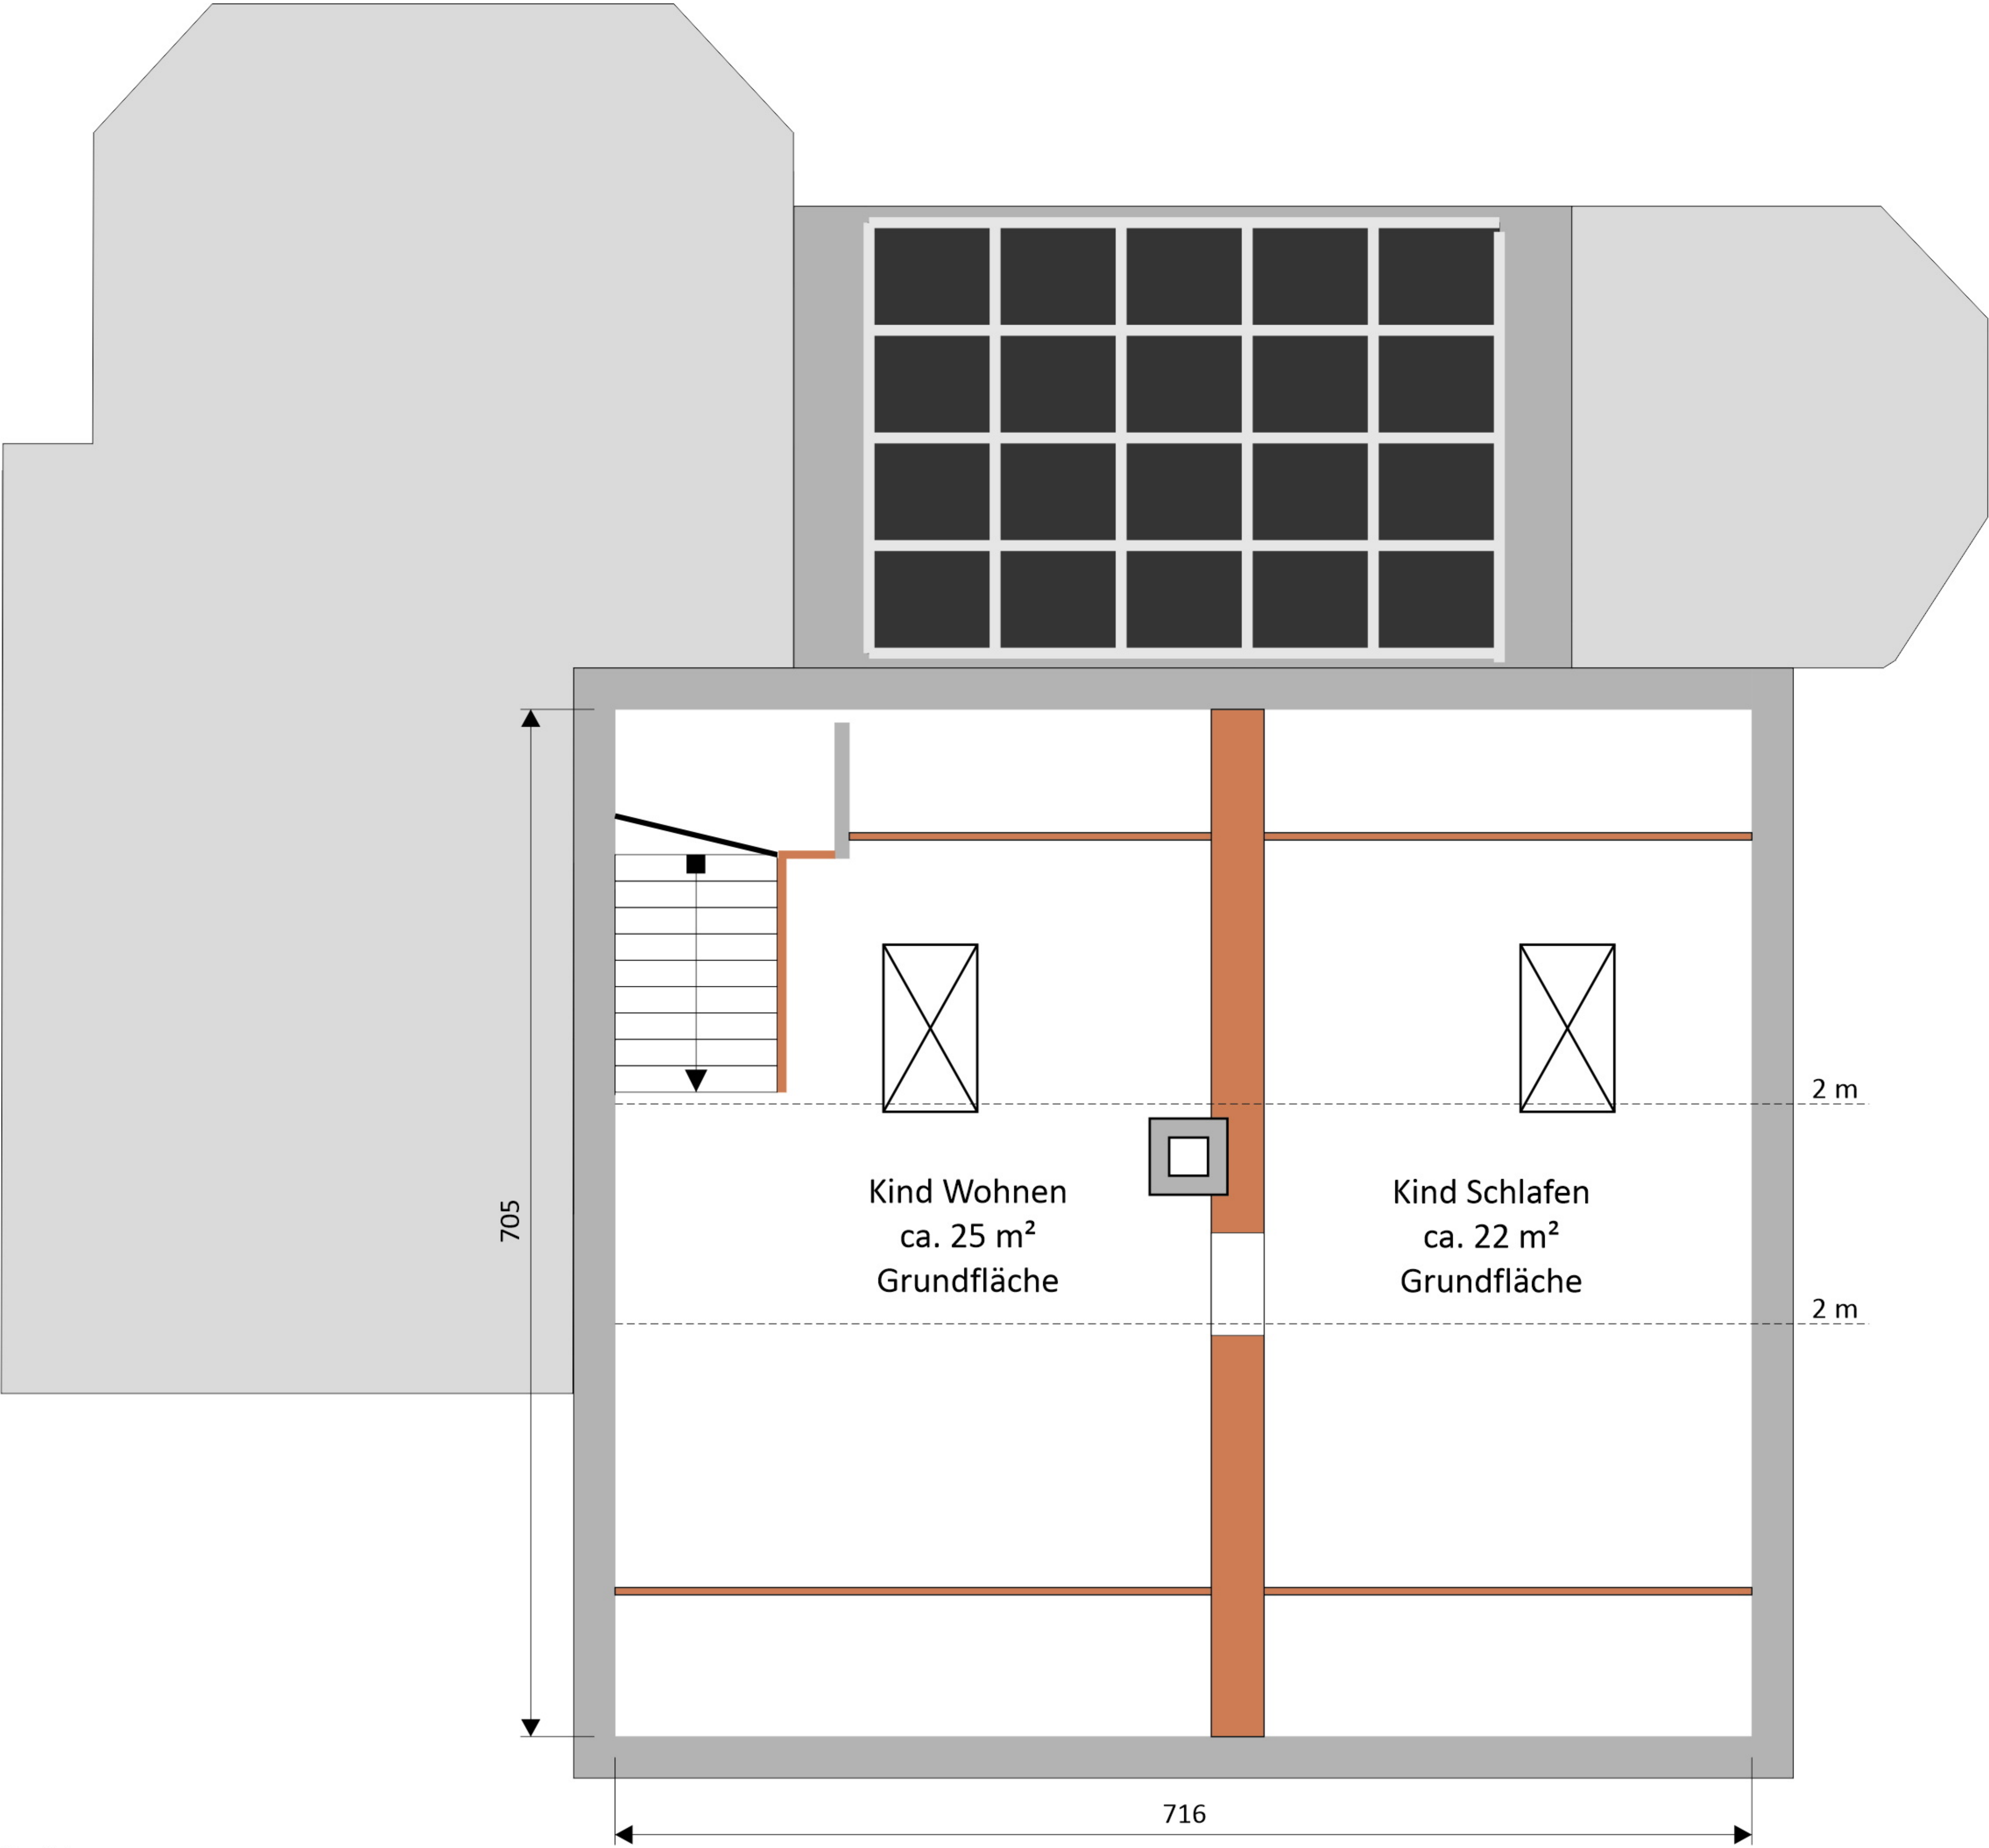 2 m
Kind Wohnen
ca. 25 m²
Grundfläche
Kind Schlafen
ca. 22 m²
Grundfläche
705
2 m
716